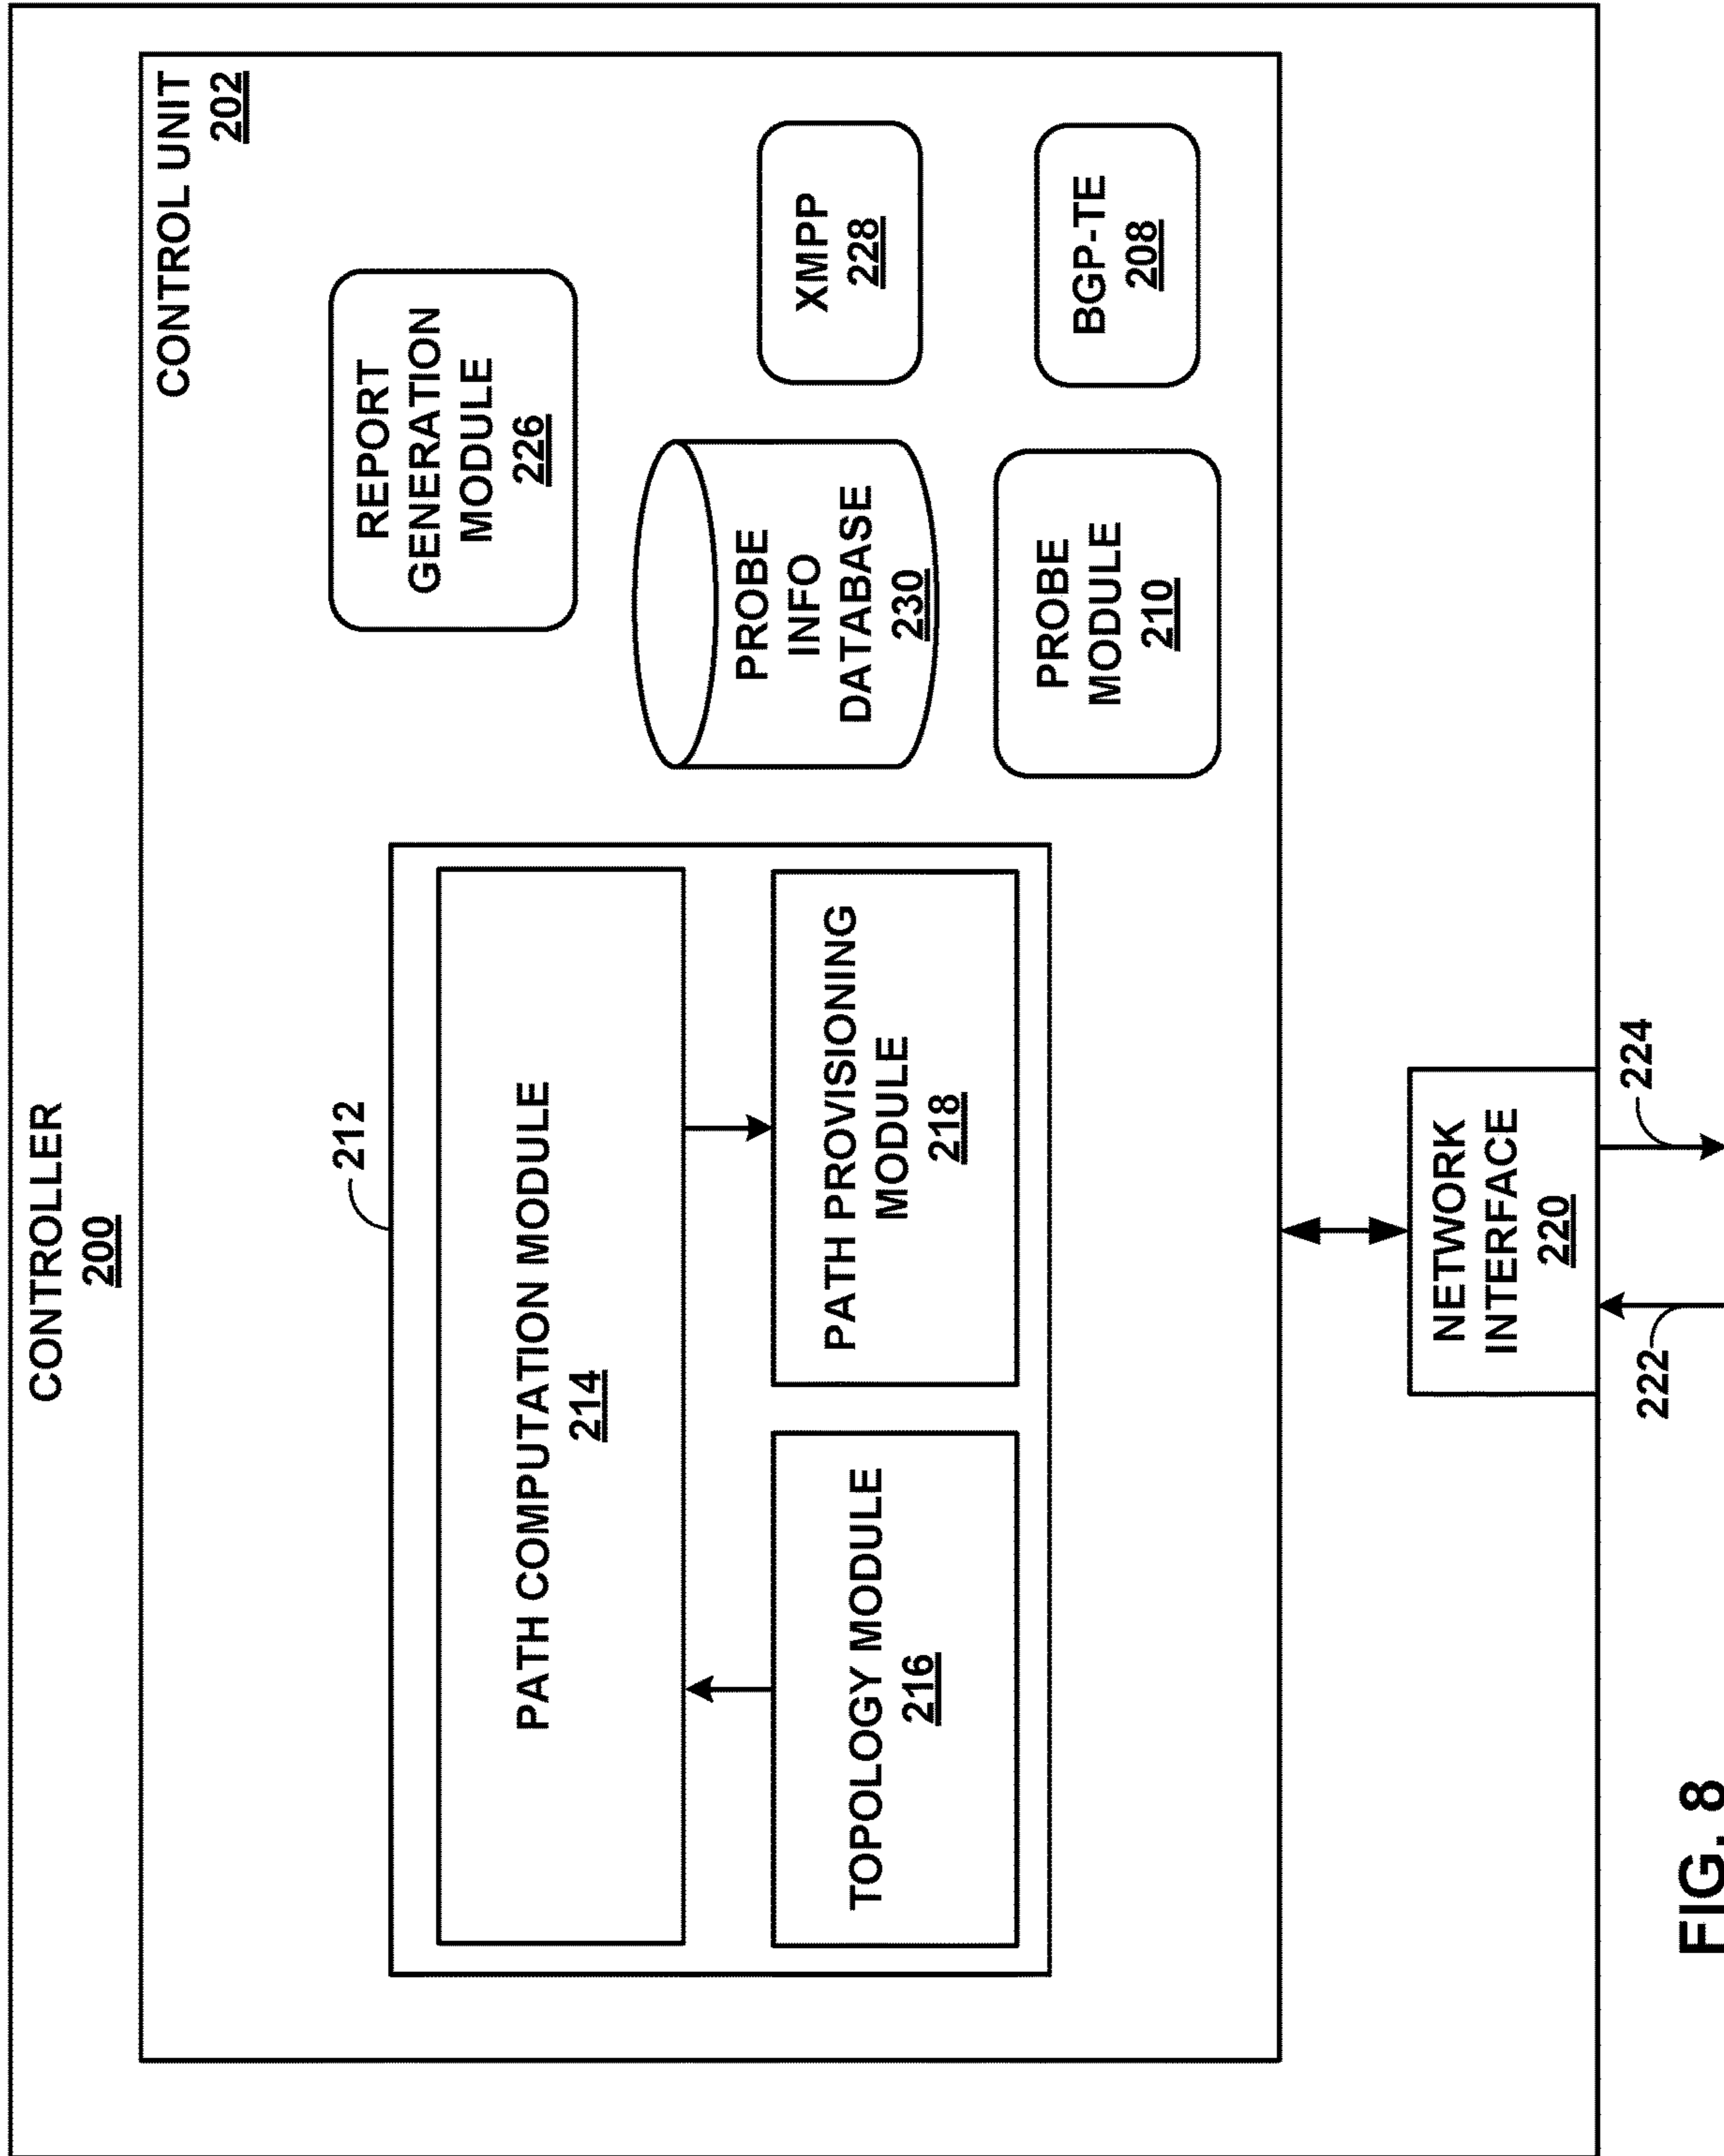 CONTROLLER
200
CONTROL UNIT
202
212
PATH COMPUTATION MODULE
214
TOPOLOGY MODULE
216
PATH PROVISIONING
MODULE
218
REPORT
GENERATION
MODULE
226
PROBE
INFO
DATABASE
230
XMPP
228
PROBE
MODULE
210
BGP-TE
208
NETWORK
INTERFACE
220
222
224
FIG. 8